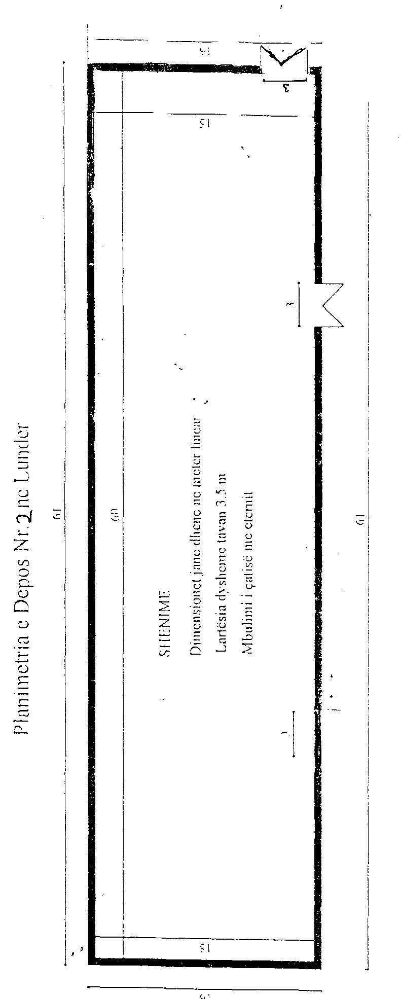 Planimetria e Depos Nr.2 ne Lunder
61
60
SHENIME
Dimensionet jane dhene ne meter linear
Lartësia dysheme tavan 3.5 m
Mbulimi i çatisë me eternit
16
3
15
3
3
61
15